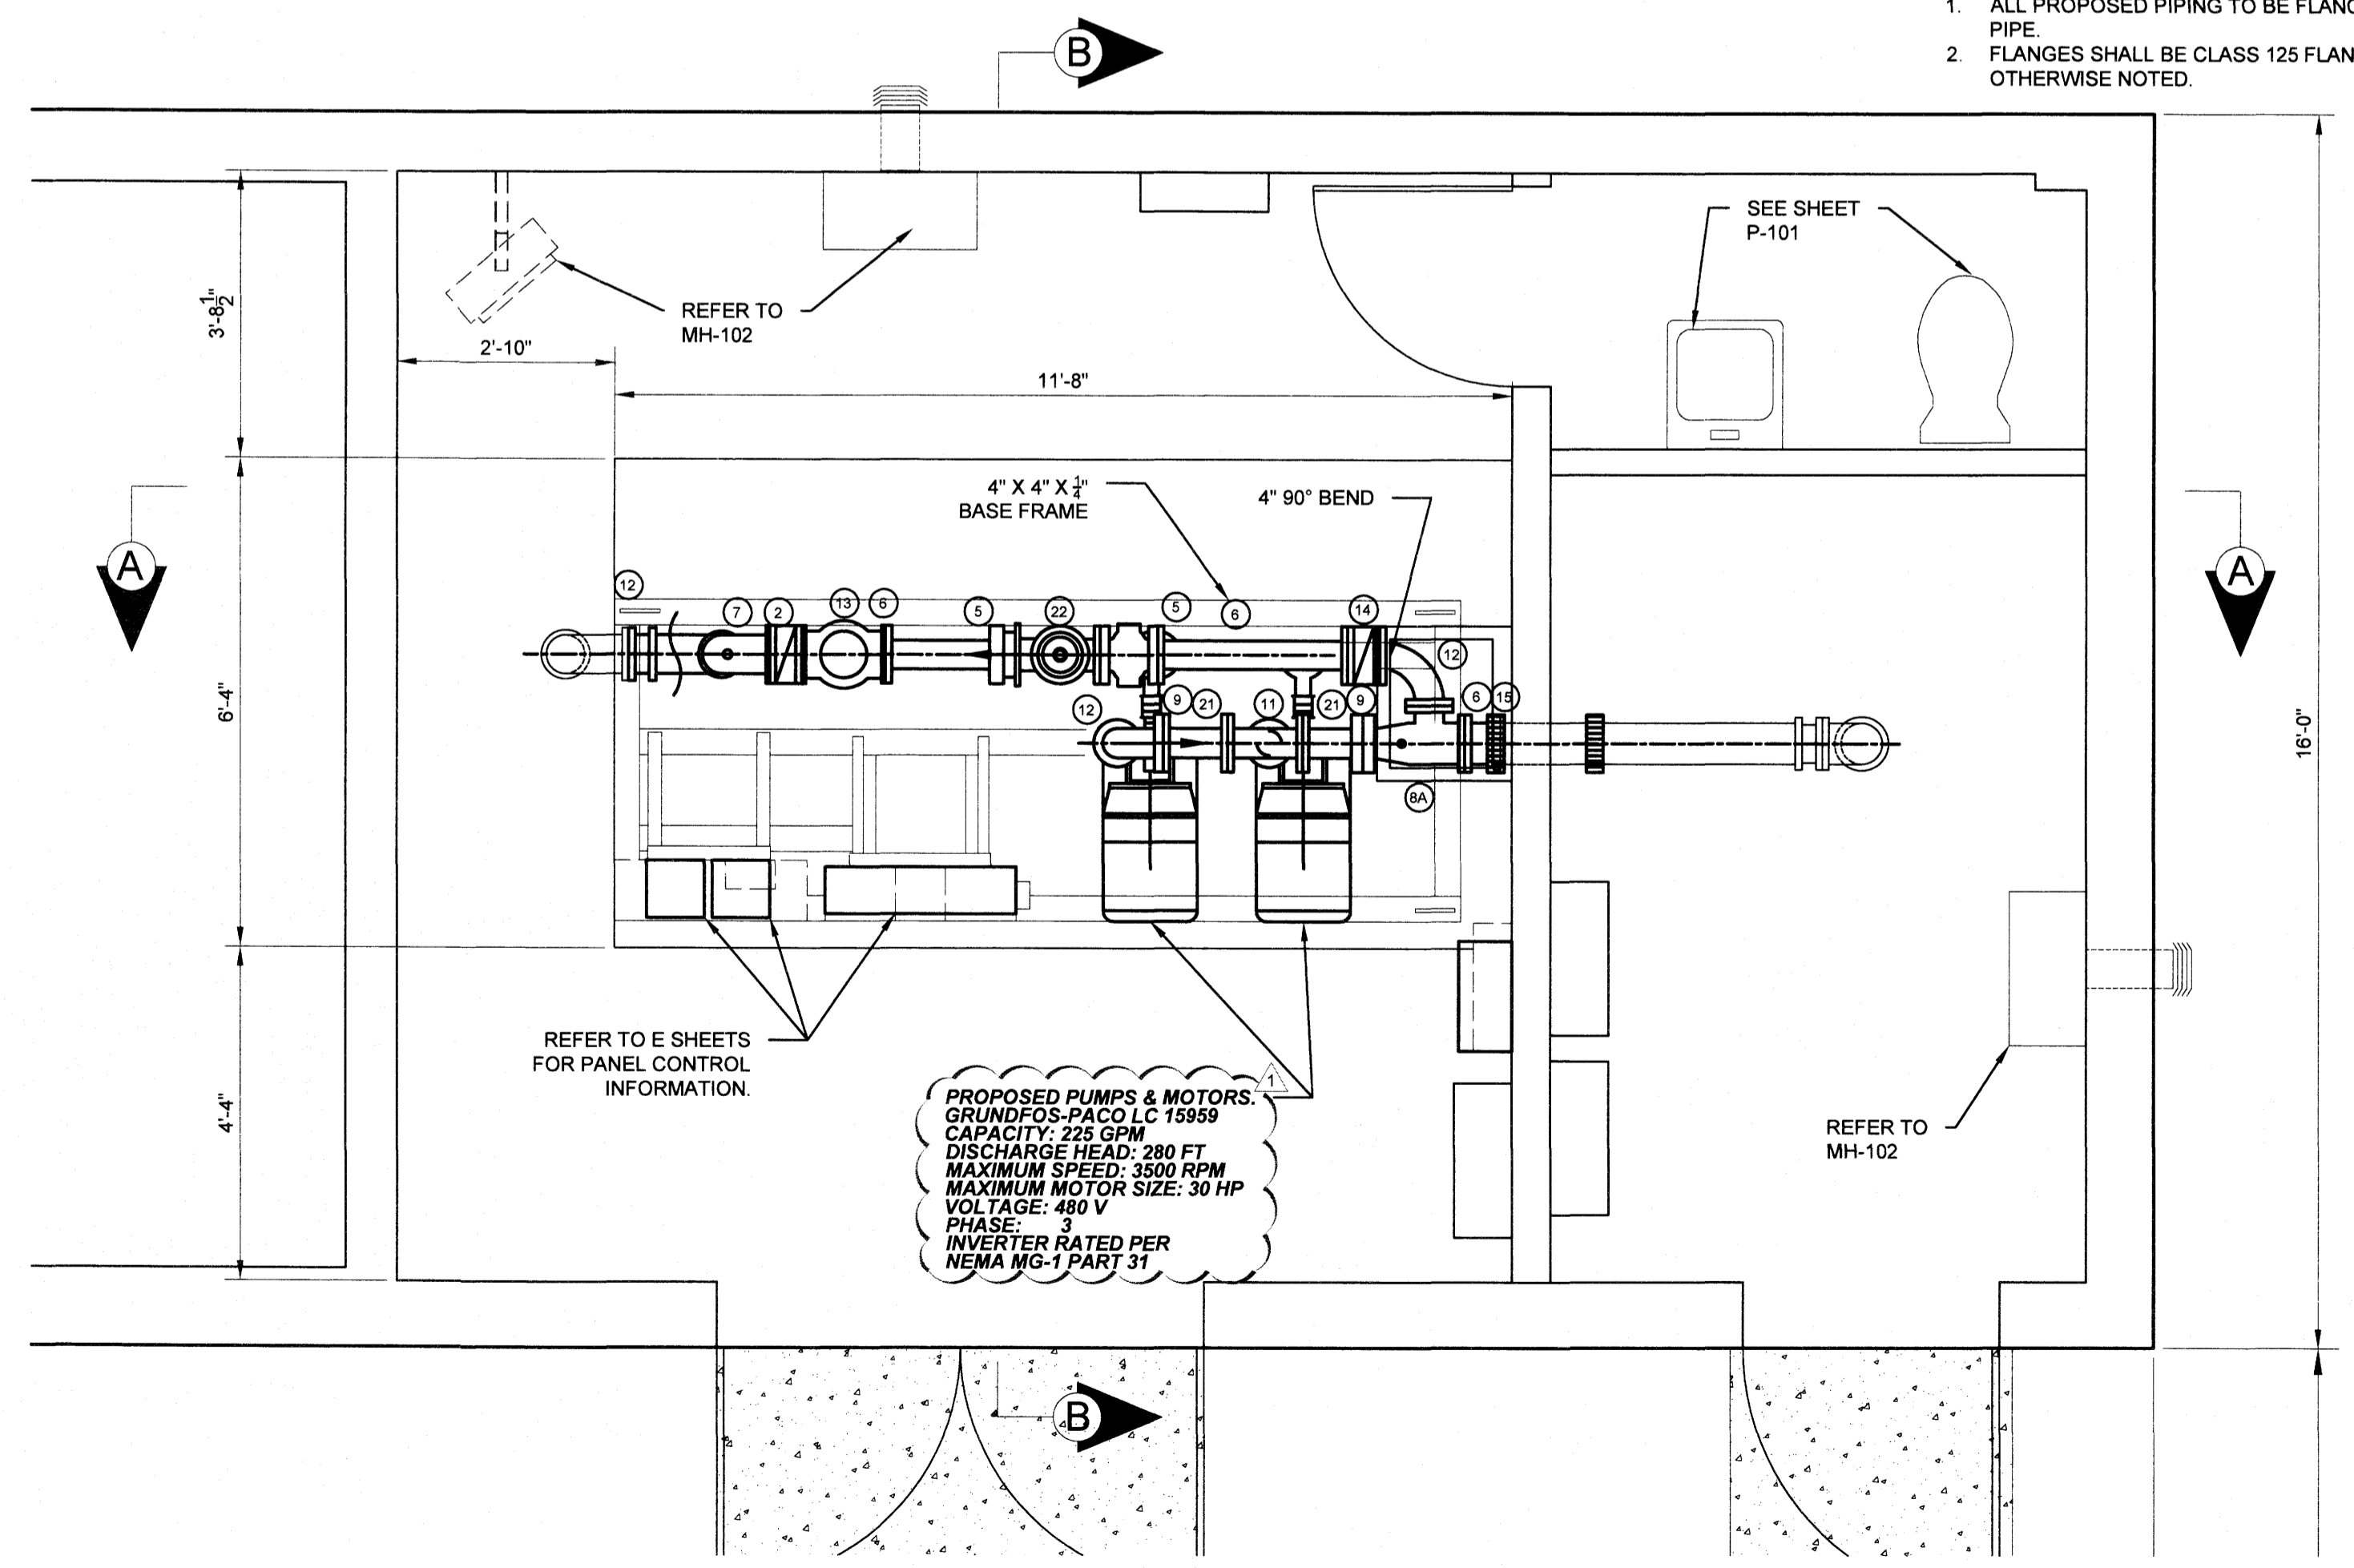 1. ALL PROPOSED PIPING TO BE
PIPE.
2. FLANGES SHALL BE CLASS 125
OTHERWISE NOTED.
B
SEE SHEET
P-101
3'-8 1/2"
REFER TO
MH-102
2'-10"
11'-8"
4" X 4" X 1/4"
BASE FRAME
4" 90° BEND
A
A
12
7
2
13
6
5
22
5
6
14
12
12
9
21
11
21
9
6
15
8A
6'-4"
16'-0"
REFER TO E SHEETS
FOR PANEL CONTROL
INFORMATION.
1
PROPOSED PUMPS & MOTORS.
GRUNDFOS-PACO LC 15959
CAPACITY: 225 GPM
DISCHARGE HEAD: 280 FT
MAXIMUM SPEED: 3500 RPM
MAXIMUM MOTOR SIZE: 30 HP
VOLTAGE: 480 V
PHASE: 3
INVERTER RATED PER
NEMA MG-1 PART 31
4'-4"
REFER TO
MH-102
B